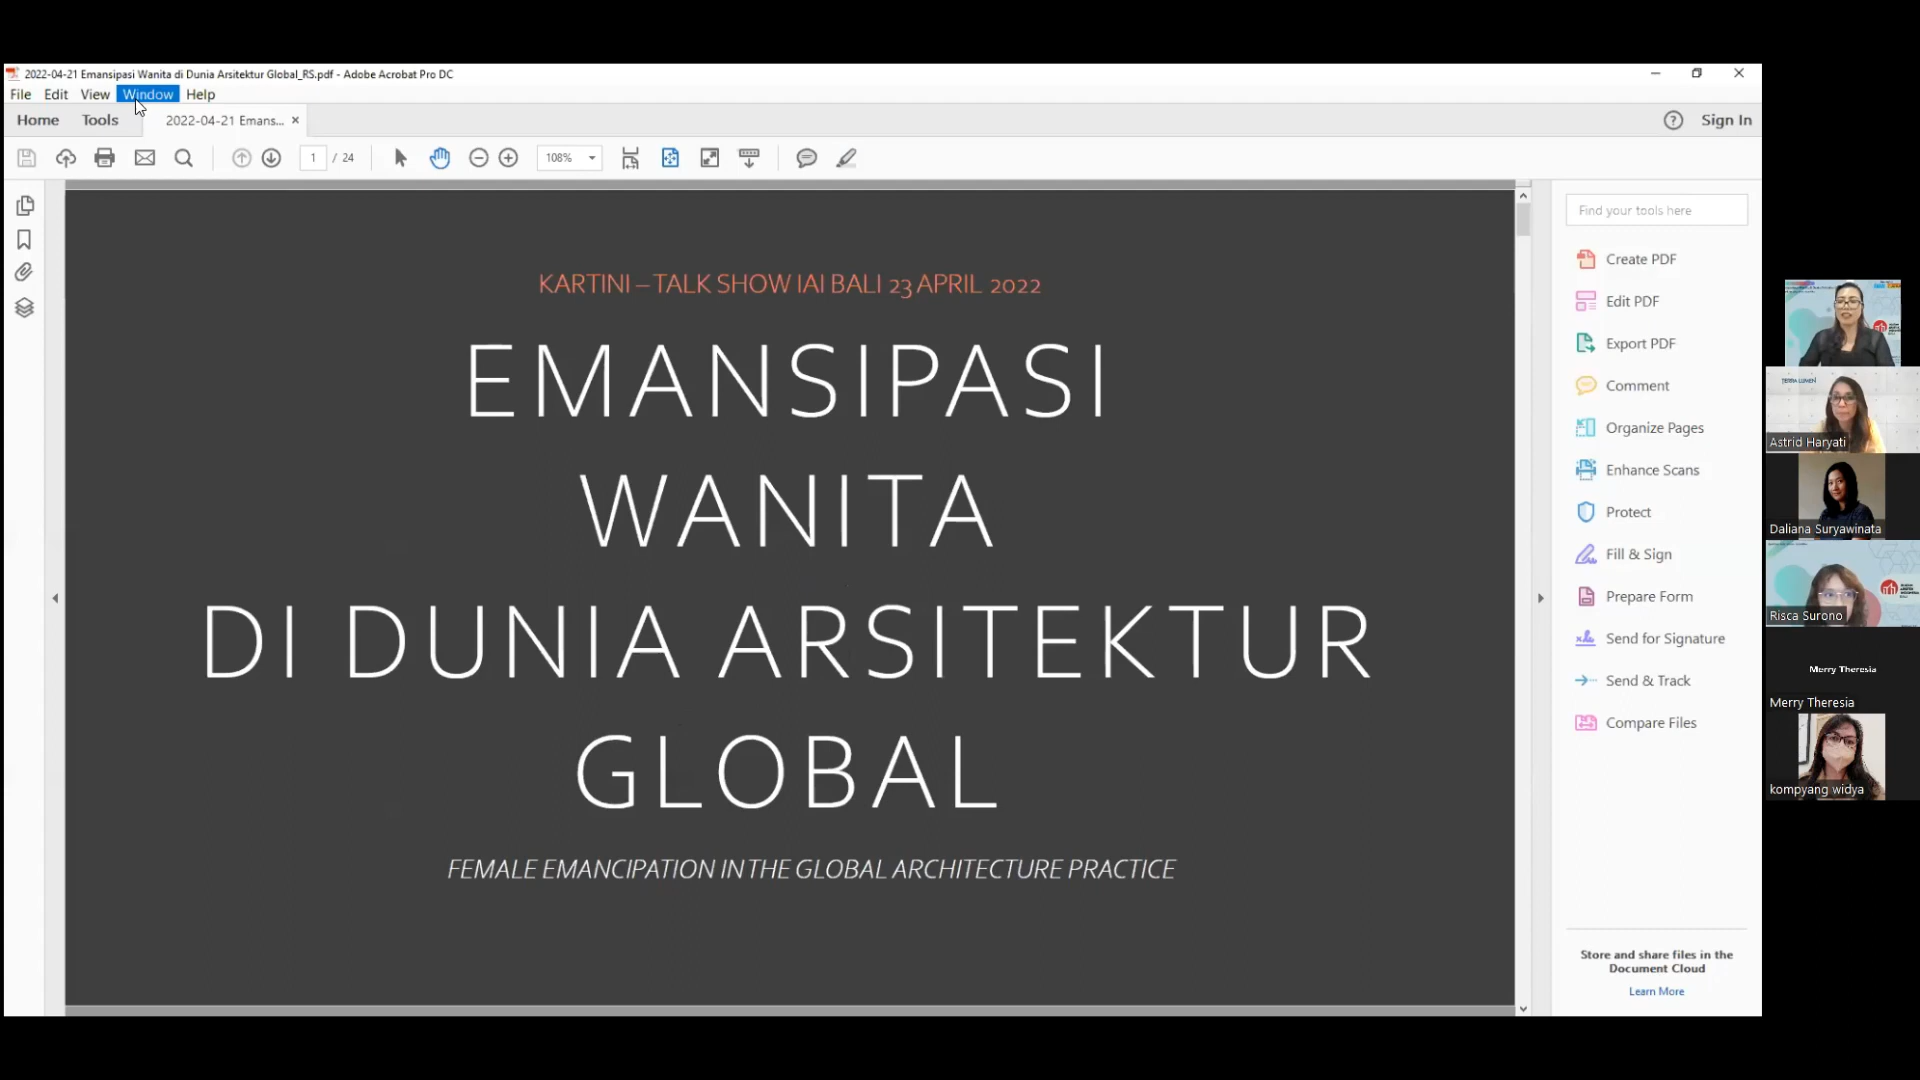 2022-04-21 Emansipasi Wanita di Dunia Arsitektur Global_RS.pdf - Adobe Acrobat Pro DC
File Edit View Window Help
Home Tools 2022-04-21 Emans... × Sign In
1 / 24 108%
Find your tools here
Create PDF
Edit PDF
Export PDF
Comment
Organize Pages
Enhance Scans
Protect
Fill & Sign
Prepare Form
Send for Signature
Send & Track
Compare Files
Store and share files in the
Document Cloud
Learn More
KARTINI – TALK SHOW IAI BALI 23 APRIL 2022
EMANSIPASI
WANITA
DI DUNIA ARSITEKTUR
GLOBAL
FEMALE EMANCIPATION IN THE GLOBAL ARCHITECTURE PRACTICE
TERRA LUMEN
Astrid Haryati
Daliana Suryawinata
Risca Surono
Merry Theresia
Merry Theresia
kompyang widya